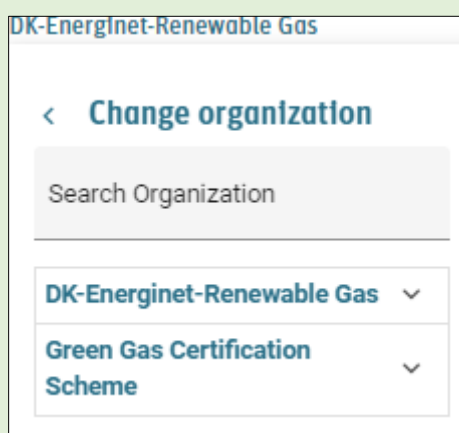 DK-Energinet-Renewable Gas
Change organization
Search Organization
DK-Energinet-Renewable Gas
Green Gas Certification
Scheme